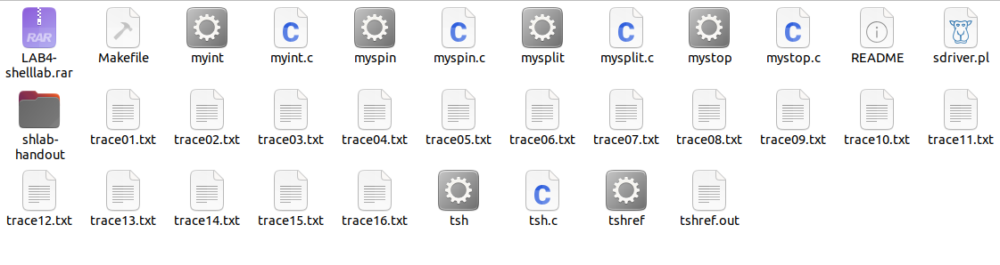 RAR
LAB4-
shelllab.rar
Makefile
myint
C
myint.c
myspin
C
myspin.c
mysplit
C
mysplit.c
mystop
C
mystop.c
README
sdriver.pl
shlab-
handout
trace01.txt
trace02.txt
trace03.txt
trace04.txt
trace05.txt
trace06.txt
trace07.txt
trace08.txt
trace09.txt
trace10.txt
trace11.txt
trace12.txt
trace13.txt
trace14.txt
trace15.txt
trace16.txt
tsh
C
tsh.c
tshref
tshref.out